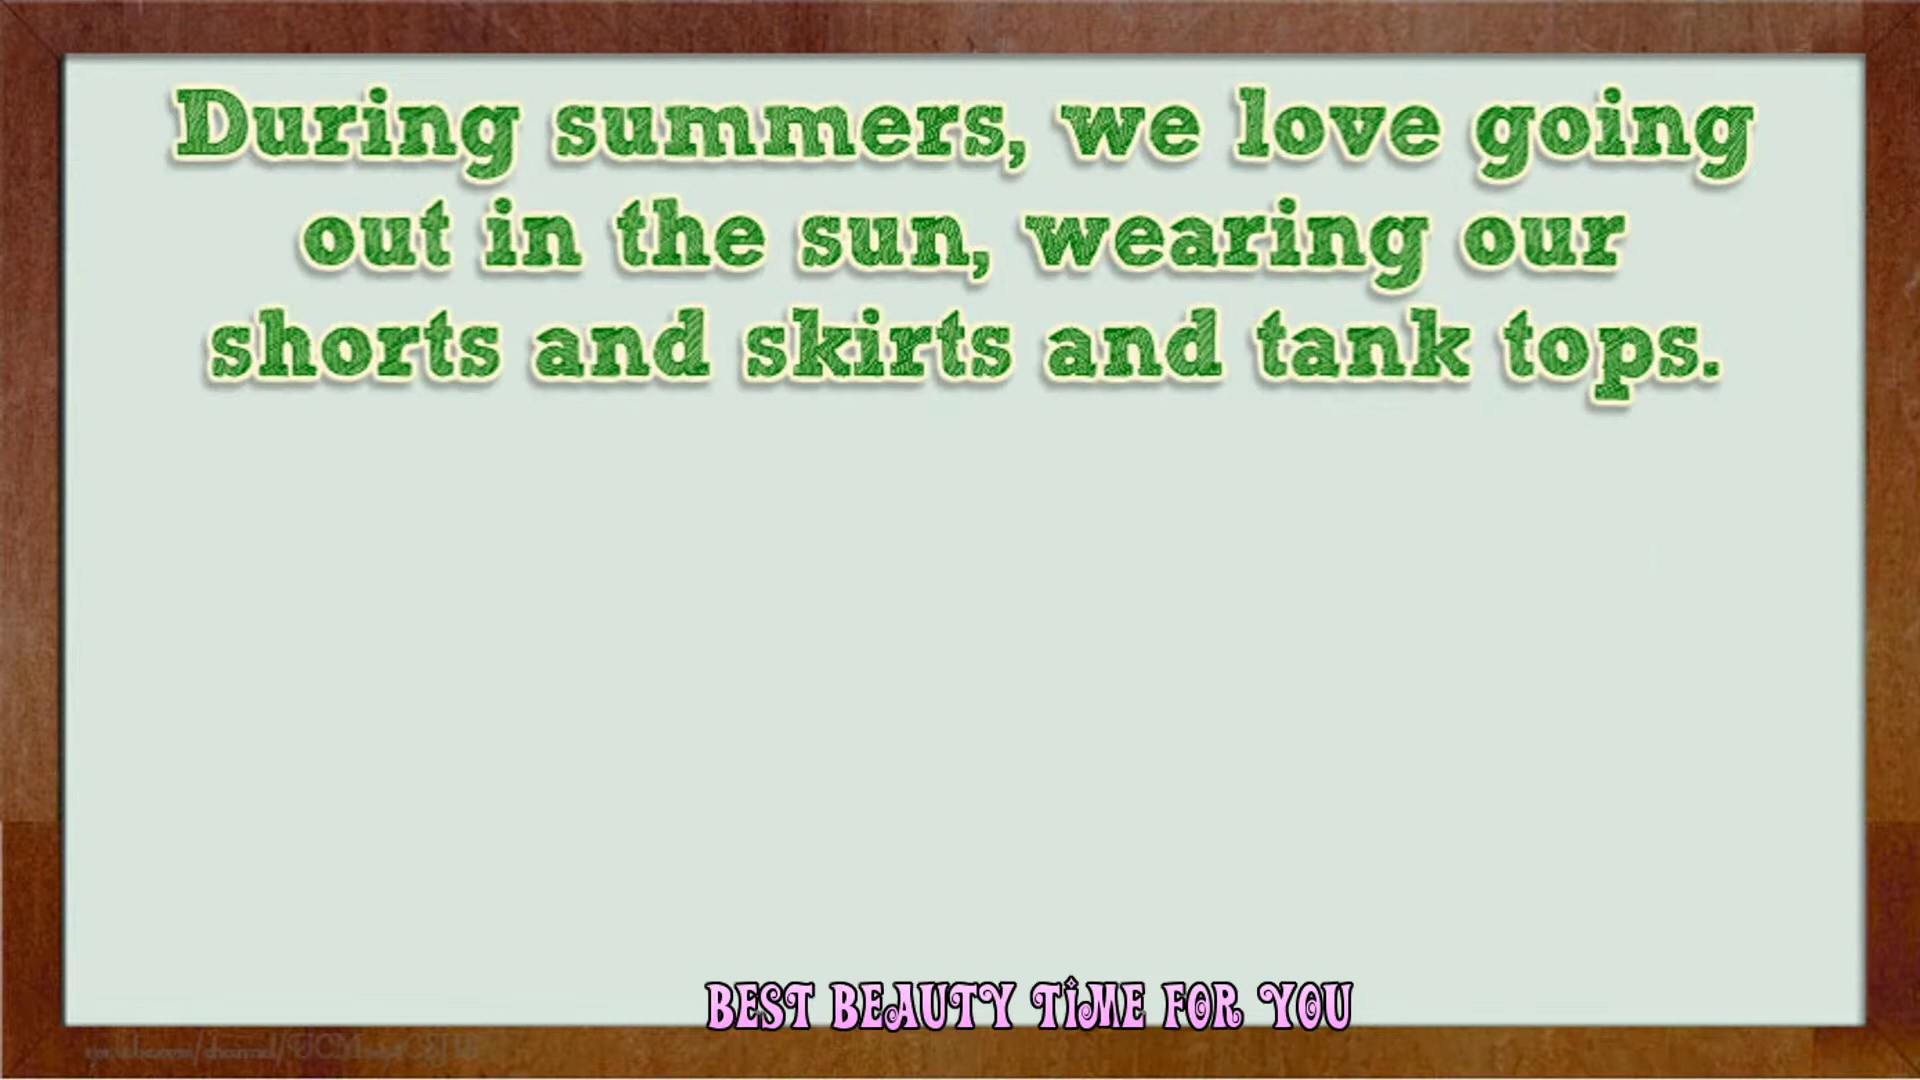 During summers, we love going
out in the sun, wearing our
shorts and skirts and tank tops.
BEST BEAUTY TIME FOR YOU